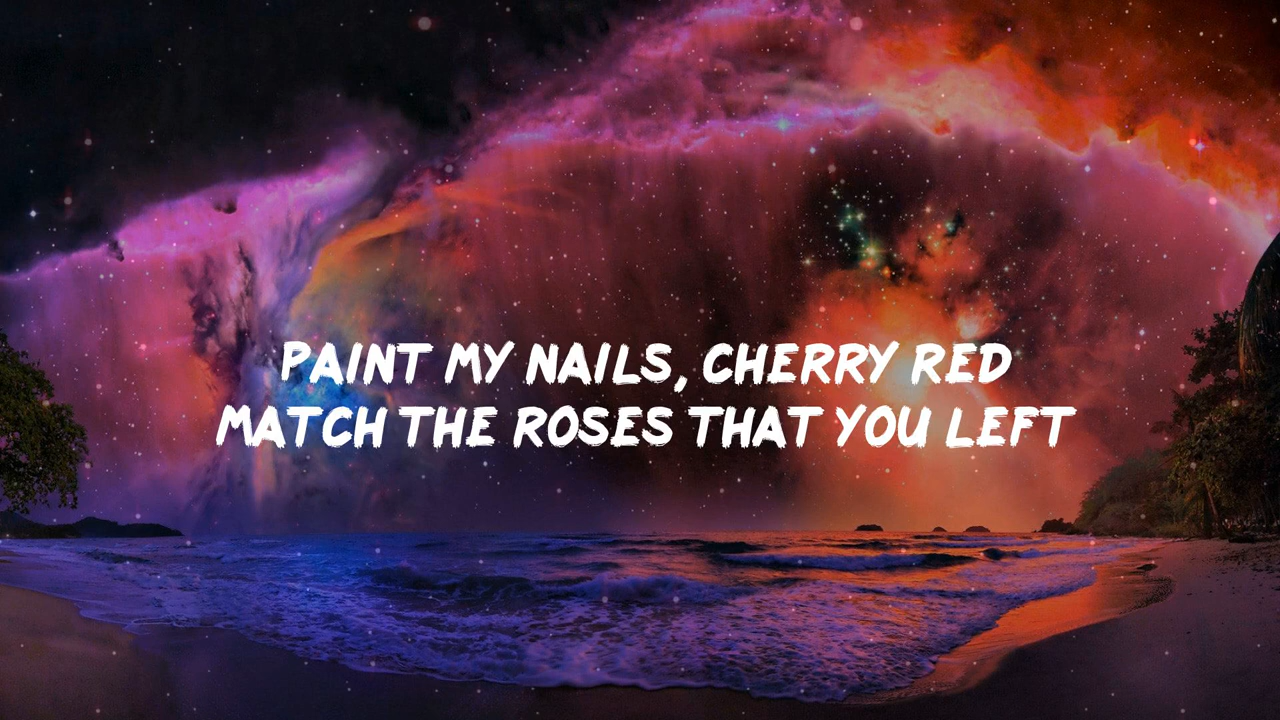 PAINT MY NAILS, CHERRY RED
MATCH THE ROSES THAT YOU LEFT